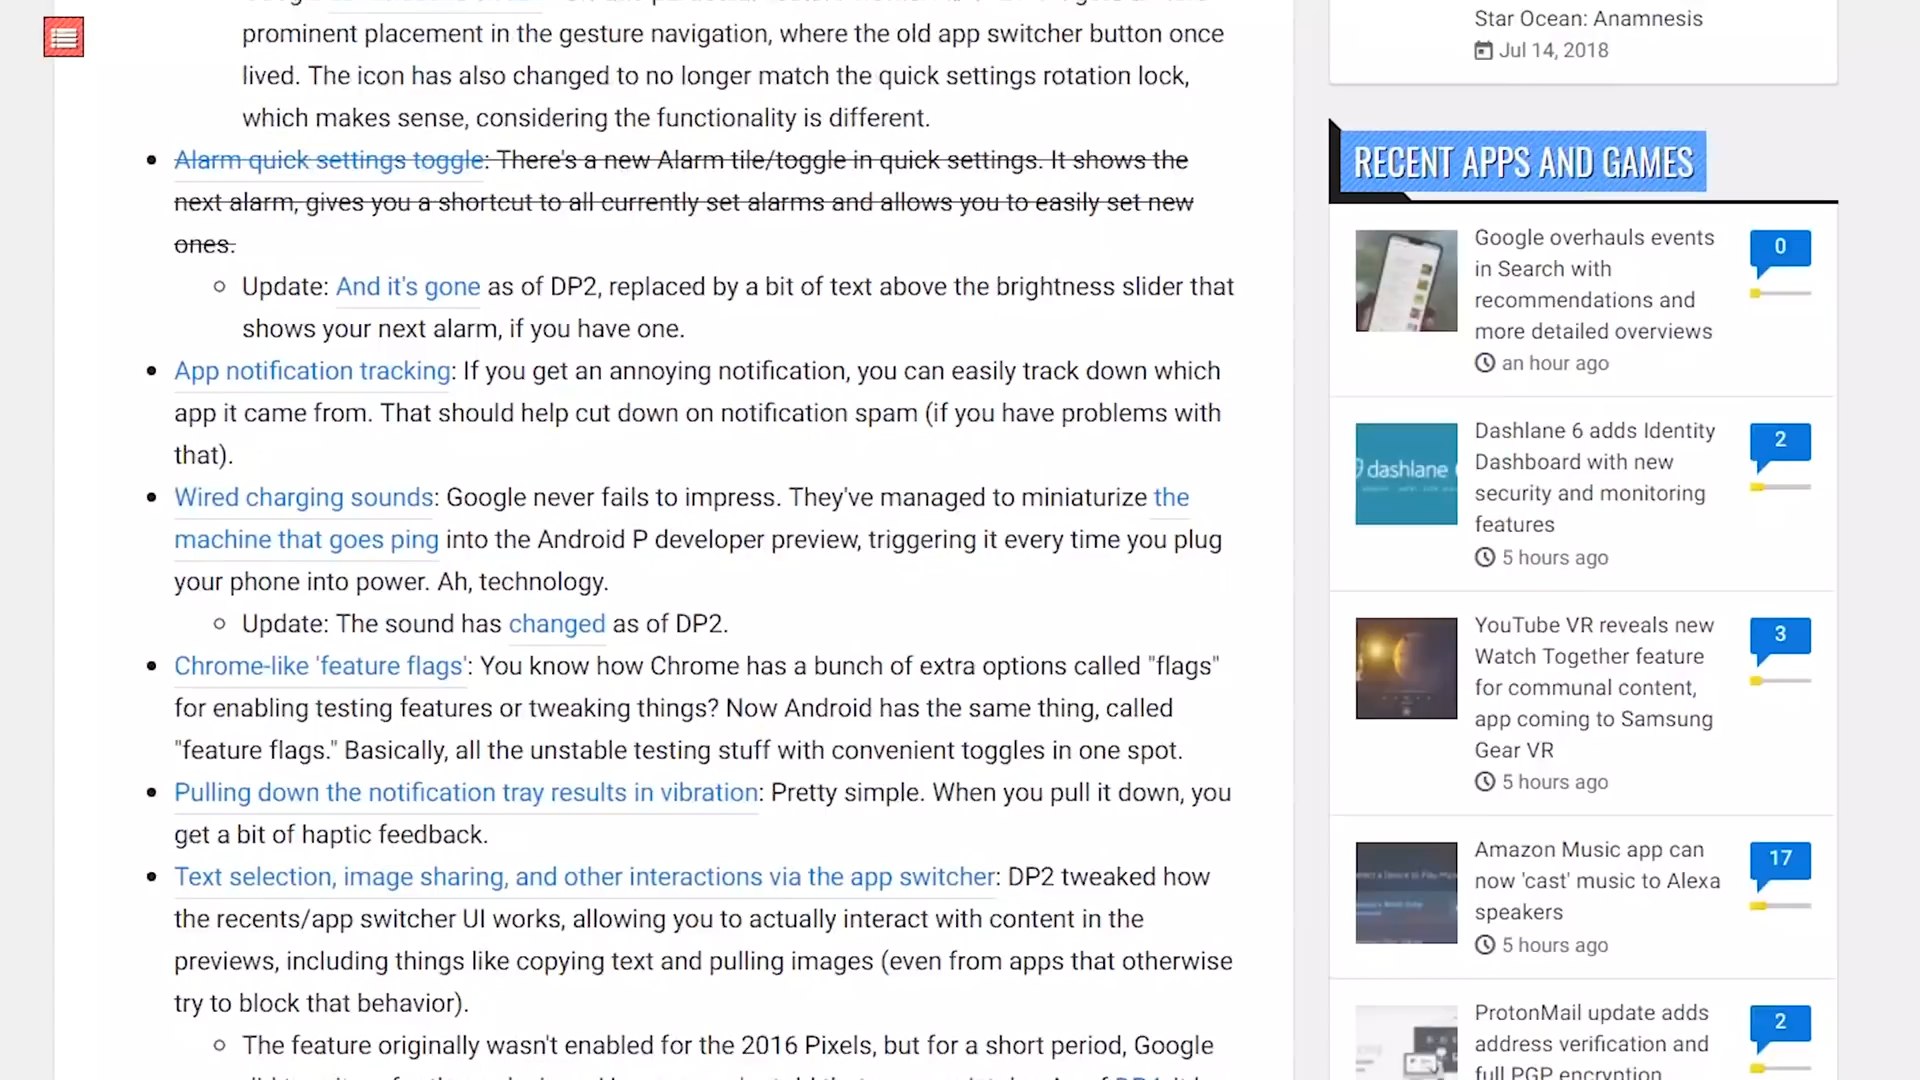 prominent placement in the gesture navigation, where the old app switcher button once
lived. The icon has also changed to no longer match the quick settings rotation lock,
which makes sense, considering the functionality is different.
Alarm quick settings toggle: There's a new Alarm tile/toggle in quick settings. It shows the
next alarm, gives you a shortcut to all currently set alarms and allows you to easily set new
ones.
Update: And it's gone as of DP2, replaced by a bit of text above the brightness slider that
shows your next alarm, if you have one.
App notification tracking: If you get an annoying notification, you can easily track down which
app it came from. That should help cut down on notification spam (if you have problems with
that).
Wired charging sounds: Google never fails to impress. They've managed to miniaturize the
machine that goes ping into the Android P developer preview, triggering it every time you plug
your phone into power. Ah, technology.
Update: The sound has changed as of DP2.
Chrome-like 'feature flags': You know how Chrome has a bunch of extra options called "flags"
for enabling testing features or tweaking things? Now Android has the same thing, called
"feature flags." Basically, all the unstable testing stuff with convenient toggles in one spot.
Pulling down the notification tray results in vibration: Pretty simple. When you pull it down, you
get a bit of haptic feedback.
Text selection, image sharing, and other interactions via the app switcher: DP2 tweaked how
the recents/app switcher UI works, allowing you to actually interact with content in the
previews, including things like copying text and pulling images (even from apps that otherwise
try to block that behavior).
The feature originally wasn't enabled for the 2016 Pixels, but for a short period, Google
Star Ocean: Anamnesis
Jul 14, 2018
RECENT APPS AND GAMES
Google overhauls events
in Search with
recommendations and
more detailed overviews
an hour ago
0
dashlane
Dashlane 6 adds Identity
Dashboard with new
security and monitoring
features
5 hours ago
2
YouTube VR reveals new
Watch Together feature
for communal content,
app coming to Samsung
Gear VR
5 hours ago
3
Amazon Music app can
now 'cast' music to Alexa
speakers
5 hours ago
17
ProtonMail update adds
address verification and
full PGP encryption
2